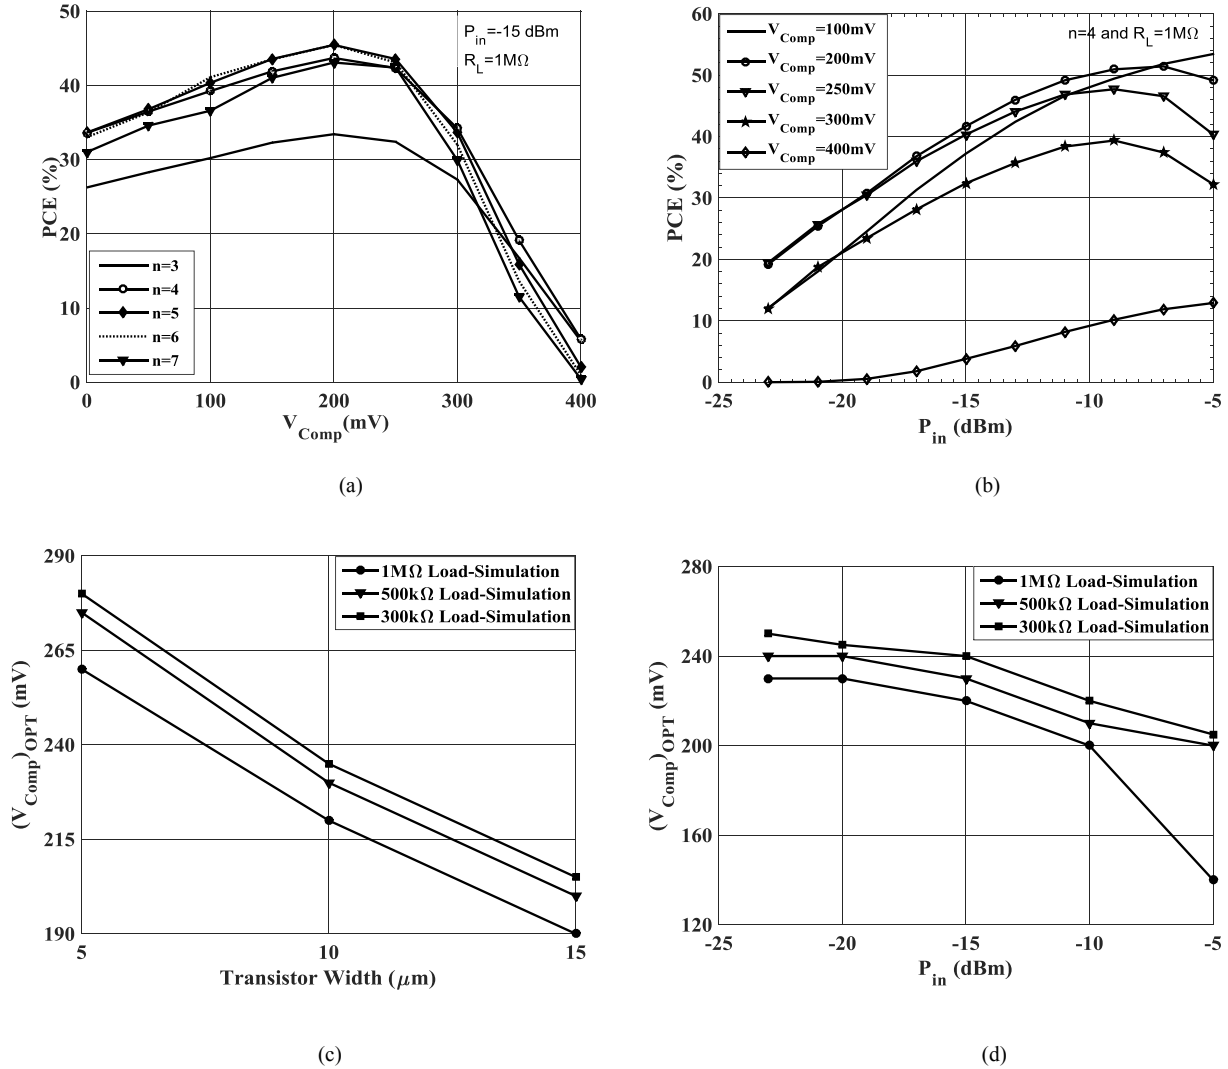 50
40
30
20
10
0
PCE (%)
0 100 200 300 400
V_Comp(mV)
P_in=-15 dBm
R_L=1MΩ
n=3
n=4
n=5
n=6
n=7
(a)
60
50
40
30
20
10
0
PCE (%)
-25 -20 -15 -10 -5
P_in (dBm)
V_Comp=100mV
V_Comp=200mV
V_Comp=250mV
V_Comp=300mV
V_Comp=400mV
n=4 and R_L=1MΩ
(b)
290
265
240
215
190
(V_Comp)_OPT (mV)
5 10 15
Transistor Width (μm)
1MΩ Load-Simulation
500kΩ Load-Simulation
300kΩ Load-Simulation
(c)
280
240
200
160
120
(V_Comp)_OPT (mV)
-25 -20 -15 -10 -5
P_in (dBm)
1MΩ Load-Simulation
500kΩ Load-Simulation
300kΩ Load-Simulation
(d)